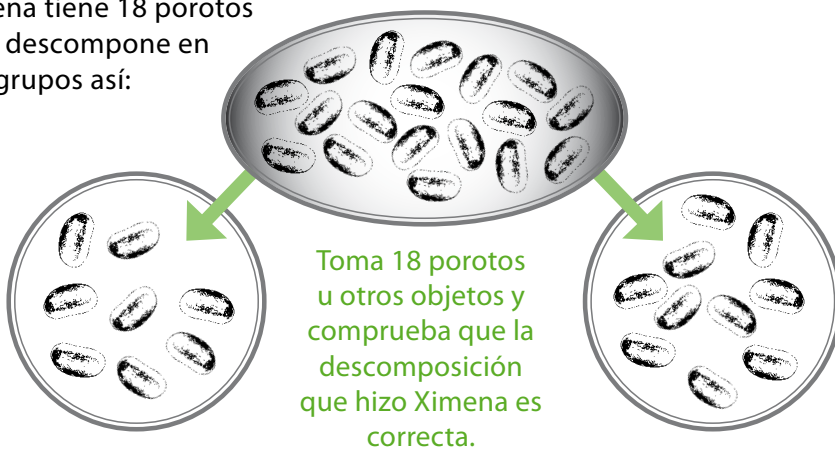 ena tiene 18 porotos
descompone en
grupos así:
Toma 18 porotos
u otros objetos y
comprueba que la
descomposición
que hizo Ximena es
correcta.